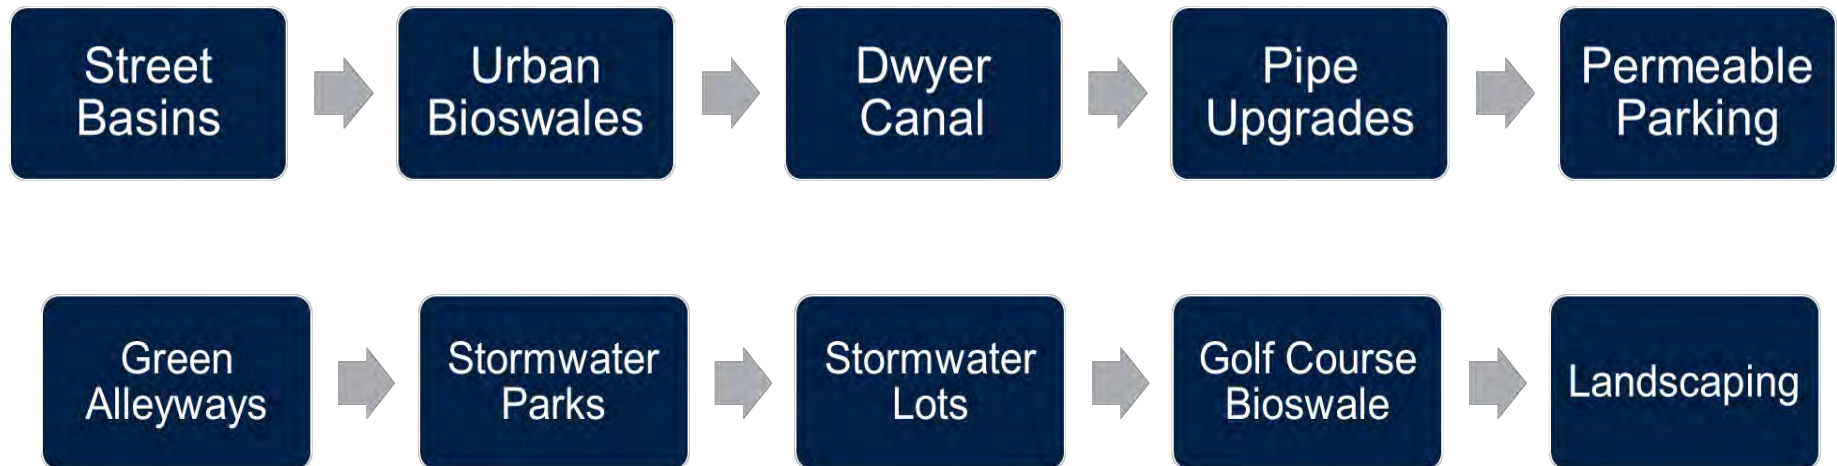 Street
Basins
Urban
Bioswales
Dwyer
Canal
Pipe
Upgrades
Permeable
Parking
Green
Alleyways
Stormwater
Parks
Stormwater
Lots
Golf Course
Bioswale
Landscaping